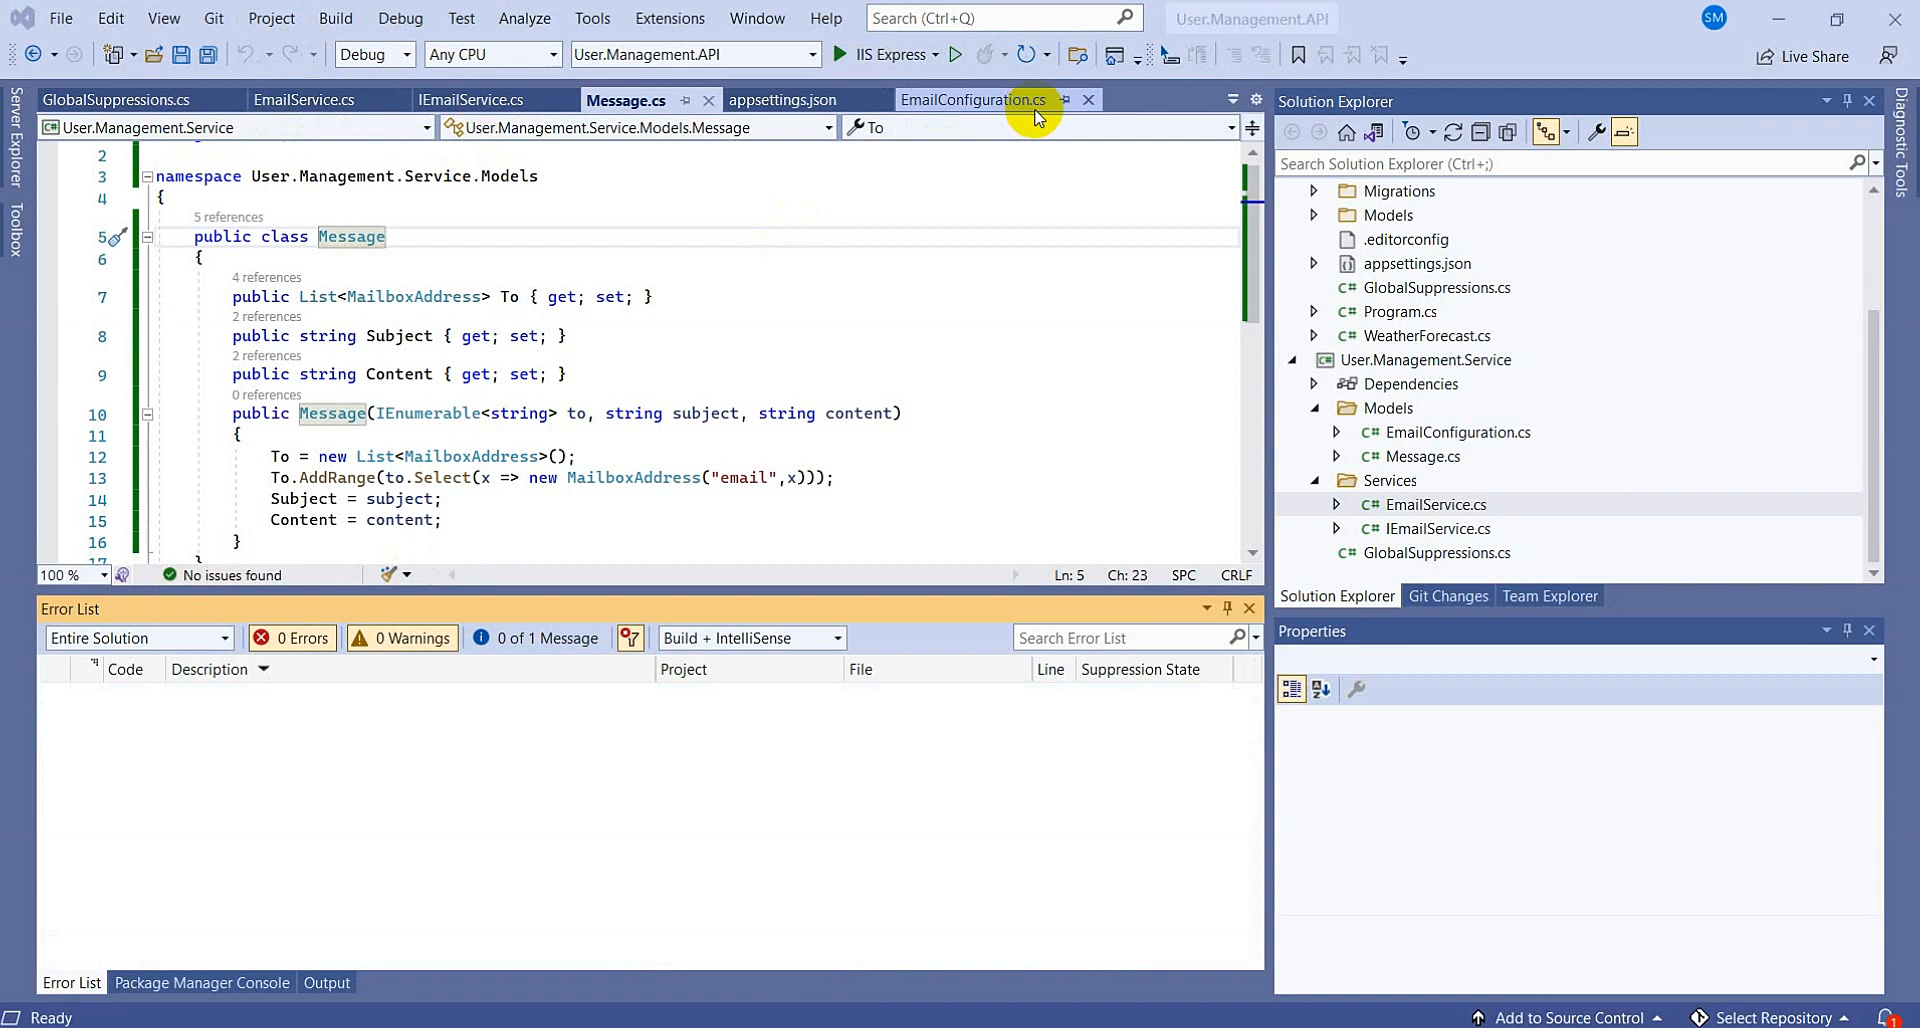 File Edit View Git Project Build Debug Test Analyze Tools Extensions Window Help Search (Ctrl+Q) User.Management.API SM
Debug Any CPU User.Management.API IIS Express Live Share
GlobalSuppressions.cs EmailService.cs IEmailService.cs Message.cs appsettings.json EmailConfiguration.cs
User.Management.Service User.Management.Service.Models.Message To
2
3 namespace User.Management.Service.Models
4 {
5 references
5 public class Message
6 {
4 references
7 public List<MailboxAddress> To { get; set; }
2 references
8 public string Subject { get; set; }
2 references
9 public string Content { get; set; }
0 references
10 public Message(IEnumerable<string> to, string subject, string content)
11 {
12 To = new List<MailboxAddress>();
13 To.AddRange(to.Select(x => new MailboxAddress("email",x)));
14 Subject = subject;
15 Content = content;
16 }
17 }
100 % No issues found Ln: 5 Ch: 23 SPC CRLF
Error List
Entire Solution 0 Errors 0 Warnings 0 of 1 Message Build + IntelliSense Search Error List
Code Description Project File Line Suppression State
Error List Package Manager Console Output
Server Explorer
Toolbox
Solution Explorer
Search Solution Explorer (Ctrl+;)
Migrations
Models
.editorconfig
appsettings.json
C# GlobalSuppressions.cs
C# Program.cs
C# WeatherForecast.cs
C# User.Management.Service
Dependencies
Models
C# EmailConfiguration.cs
C# Message.cs
Services
C# EmailService.cs
C# IEmailService.cs
C# GlobalSuppressions.cs
Solution Explorer Git Changes Team Explorer
Properties
Diagnostic Tools
Ready Add to Source Control Select Repository 1